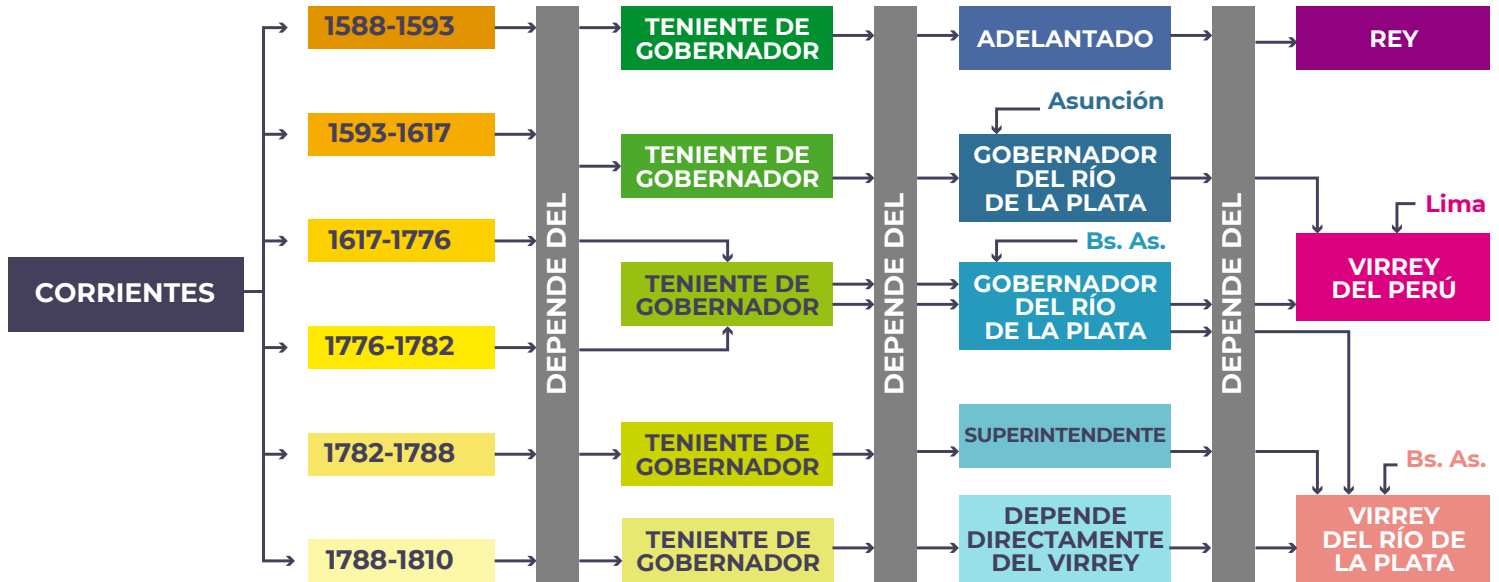 CORRIENTES
1588-1593
1593-1617
1617-1776
1776-1782
1782-1788
1788-1810
DEPENDE DEL
TENIENTE DE
GOBERNADOR
TENIENTE DE
GOBERNADOR
TENIENTE DE
GOBERNADOR
TENIENTE DE
GOBERNADOR
TENIENTE DE
GOBERNADOR
DEPENDE DEL
ADELANTADO
Asunción
GOBERNADOR
DEL RÍO
DE LA PLATA
Bs. As.
GOBERNADOR
DEL RÍO
DE LA PLATA
SUPERINTENDENTE
DEPENDE
DIRECTAMENTE
DEL VIRREY
DEPENDE DEL
REY
Lima
VIRREY
DEL PERÚ
Bs. As.
VIRREY
DEL RÍO DE
LA PLATA